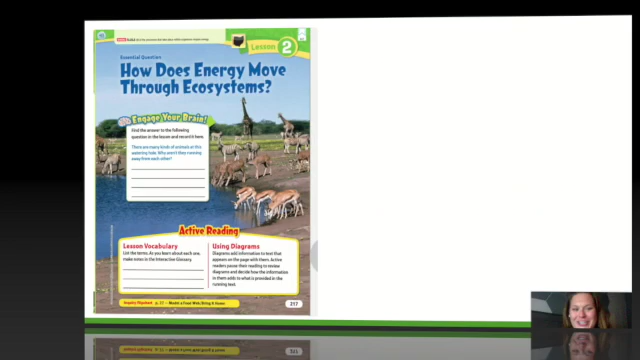 Lesson 2
Essential Question
How Does Energy Move
Through Ecosystems?
Engage Your Brain!
Find the answer to the following
question in the lesson and record it here.
There are many kinds of animals at this
watering hole. Why aren't they running
away from each other?
Active Reading
Lesson Vocabulary
List the terms. As you learn about each one,
make notes in the Interactive Glossary.
Using Diagrams
Diagrams add information to text that
appears on the page with them. Active
readers pause their reading to review
diagrams and decide how the information
in them adds to what is provided in the
running text.
217